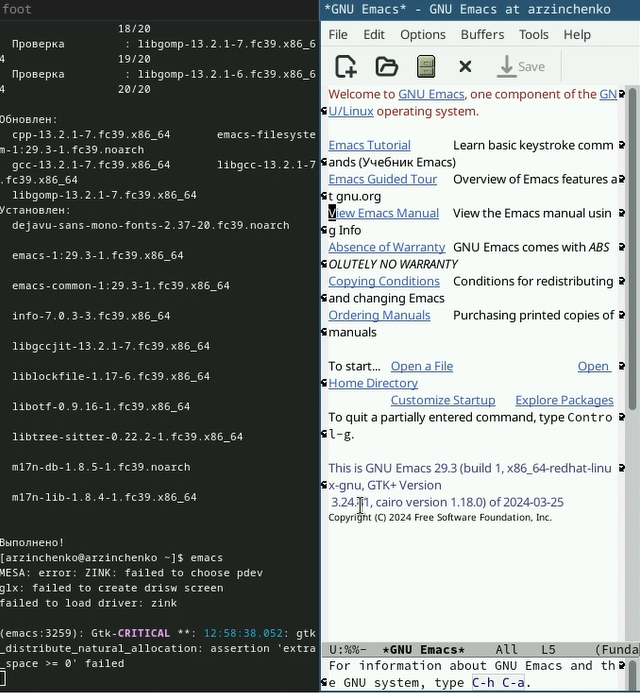 foot
18/20
Проверка : libgomp-13.2.1-7.fc39.x86_6
4 19/20
Проверка : libgomp-13.2.1-6.fc39.x86_6
4 20/20
Обновлен:
cpp-13.2.1-7.fc39.x86_64 emacs-filesyste
m-1:29.3-1.fc39.noarch
gcc-13.2.1-7.fc39.x86_64 libgcc-13.2.1-7
.fc39.x86_64
libgomp-13.2.1-7.fc39.x86_64
Установлен:
dejavu-sans-mono-fonts-2.37-20.fc39.noarch
emacs-1:29.3-1.fc39.x86_64
emacs-common-1:29.3-1.fc39.x86_64
info-7.0.3-3.fc39.x86_64
libgccjit-13.2.1-7.fc39.x86_64
liblockfile-1.17-6.fc39.x86_64
libotf-0.9.16-1.fc39.x86_64
libtree-sitter-0.22.2-1.fc39.x86_64
m17n-db-1.8.5-1.fc39.noarch
m17n-lib-1.8.4-1.fc39.x86_64
Выполнено!
[arzinchenko@arzinchenko ~]$ emacs
MESA: error: ZINK: failed to choose pdev
glx: failed to create drisw screen
failed to load driver: zink
(emacs:3259): Gtk-CRITICAL **: 12:58:38.052: gtk
_distribute_natural_allocation: assertion 'extra
_space >= 0' failed
*GNU Emacs* - GNU Emacs at arzinchenko
File Edit Options Buffers Tools Help
Save
Welcome to GNU Emacs, one component of the GN
U/Linux operating system.
Emacs Tutorial Learn basic keystroke comm
ands (Учебник Emacs)
Emacs Guided Tour Overview of Emacs features a
t gnu.org
View Emacs Manual View the Emacs manual usin
g Info
Absence of Warranty GNU Emacs comes with ABS
OLUTELY NO WARRANTY
Copying Conditions Conditions for redistributing
and changing Emacs
Ordering Manuals Purchasing printed copies of
manuals
To start... Open a File Open
Home Directory
Customize Startup Explore Packages
To quit a partially entered command, type Contro
l-g.
This is GNU Emacs 29.3 (build 1, x86_64-redhat-linu
x-gnu, GTK+ Version
3.24.41, cairo version 1.18.0) of 2024-03-25
Copyright (C) 2024 Free Software Foundation, Inc.
U:%%- *GNU Emacs* All L5 (Funda
For information about GNU Emacs and th
e GNU system, type C-h C-a.